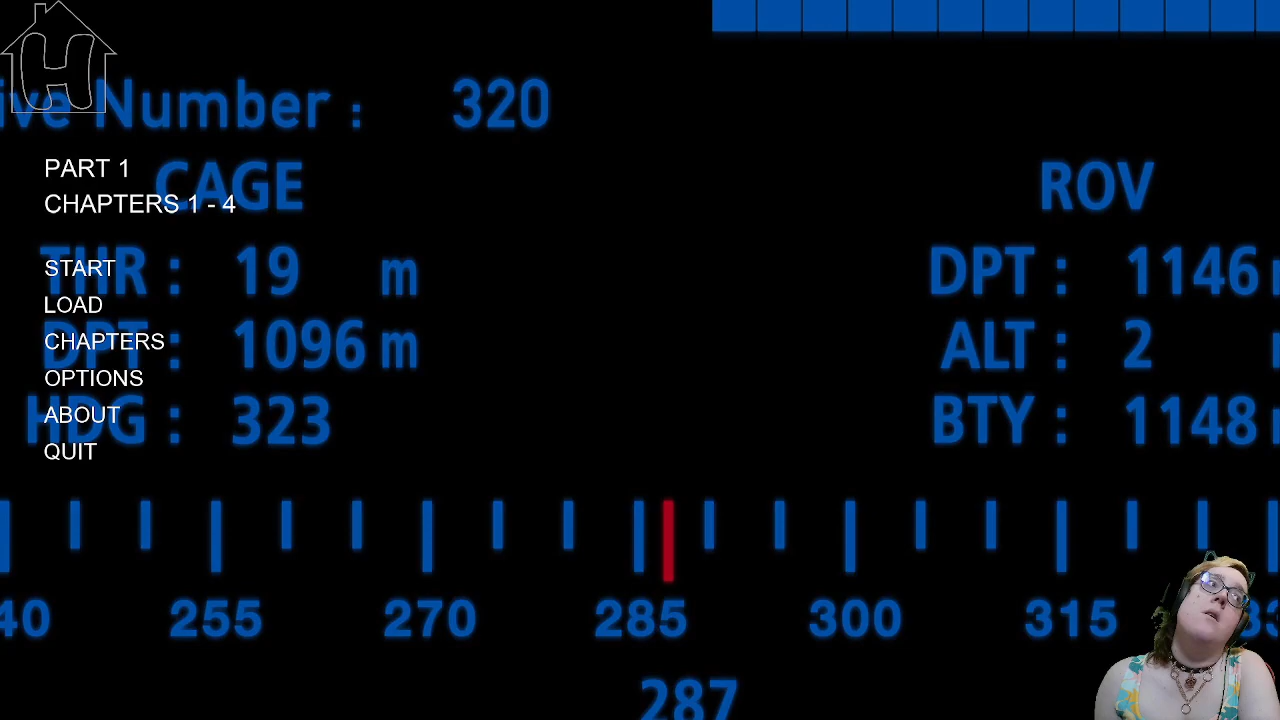 H
ive Number : 320
CAGE ROV
PART 1
CHAPTERS 1 - 4
THR : 19 m DPT : 1146 m
DPT : 1096 m ALT : 2
HDG : 323 BTY : 1148
START
LOAD
CHAPTERS
OPTIONS
ABOUT
QUIT
40 255 270 285 300 315 33
287